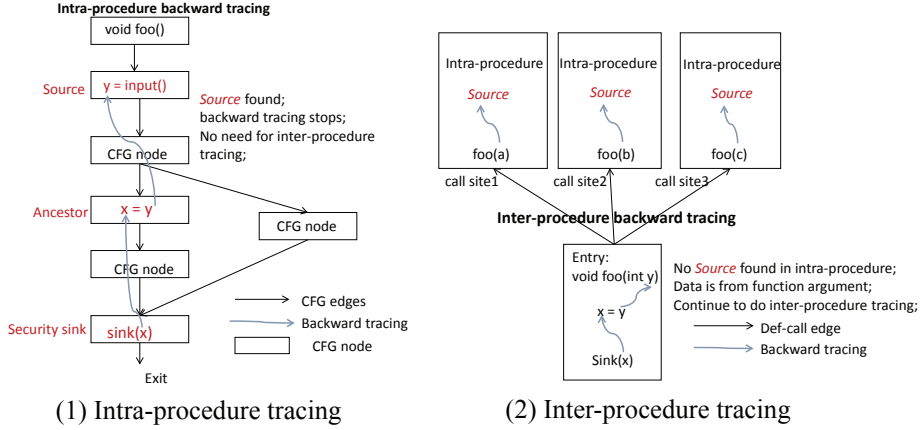 Intra-procedure backward tracing
void foo()
Source
y = input()
Source found;
backward tracing stops;
No need for inter-procedure
tracing;
CFG node
Ancestor
x = y
CFG node
CFG node
Security sink
sink(x)
CFG edges
Backward tracing
CFG node
Exit
(1) Intra-procedure tracing
Intra-procedure
Source
foo(a)
call site1
Intra-procedure
Source
foo(b)
call site2
Intra-procedure
Source
foo(c)
call site3
Inter-procedure backward tracing
Entry:
void foo(int y)
x = y
Sink(x)
No Source found in intra-procedure;
Data is from function argument;
Continue to do inter-procedure tracing;
Def-call edge
Backward tracing
(2) Inter-procedure tracing